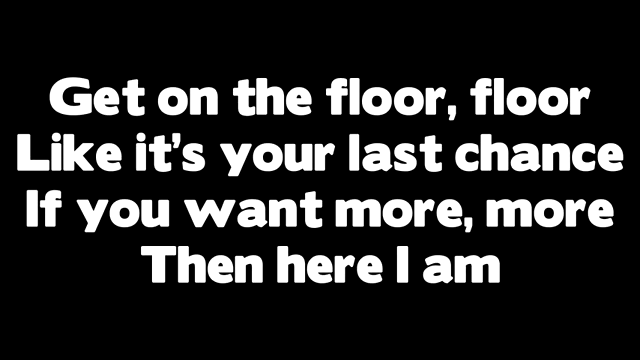 Get on the floor, floor
Like it's your last chance
If you want more, more
Then here I am